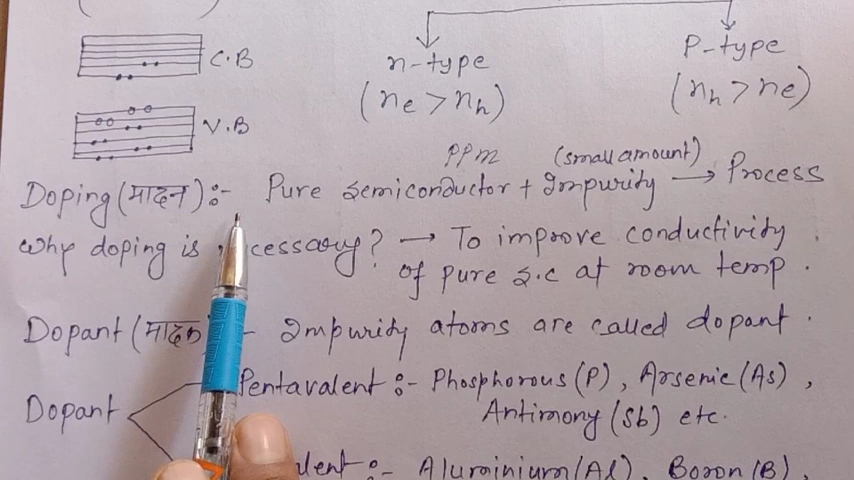 C.B
n-type
P-type
(ne > nh)
(nh > ne)
V.B
PPM (small amount)
Doping (मादन) :- Pure Semiconductor + Impurity → Process
Why doping is necessary? → To improve conductivity
of pure s.c at room temp.
Dopant ( :- Impurity atoms are called dopant.
Pentavalent :- Phosphorous (P), Arsenic (As),
Dopant
Antimony (Sb) etc.
:- Aluminium (Al), Boron (B),